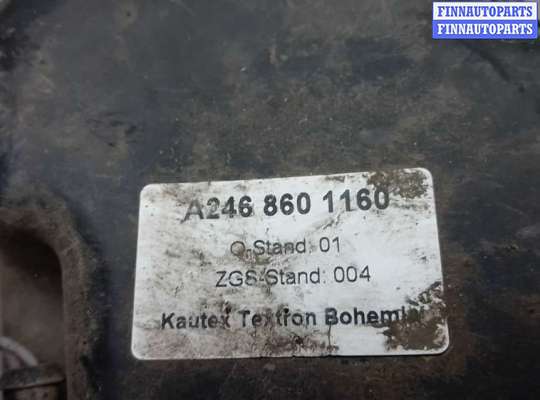 FINNAUTOPARTS
FINNAUTOPARTS
A246 860 1160
Q-Stand: 01
ZGS-Stand: 004
Kautex Textron Bohemia